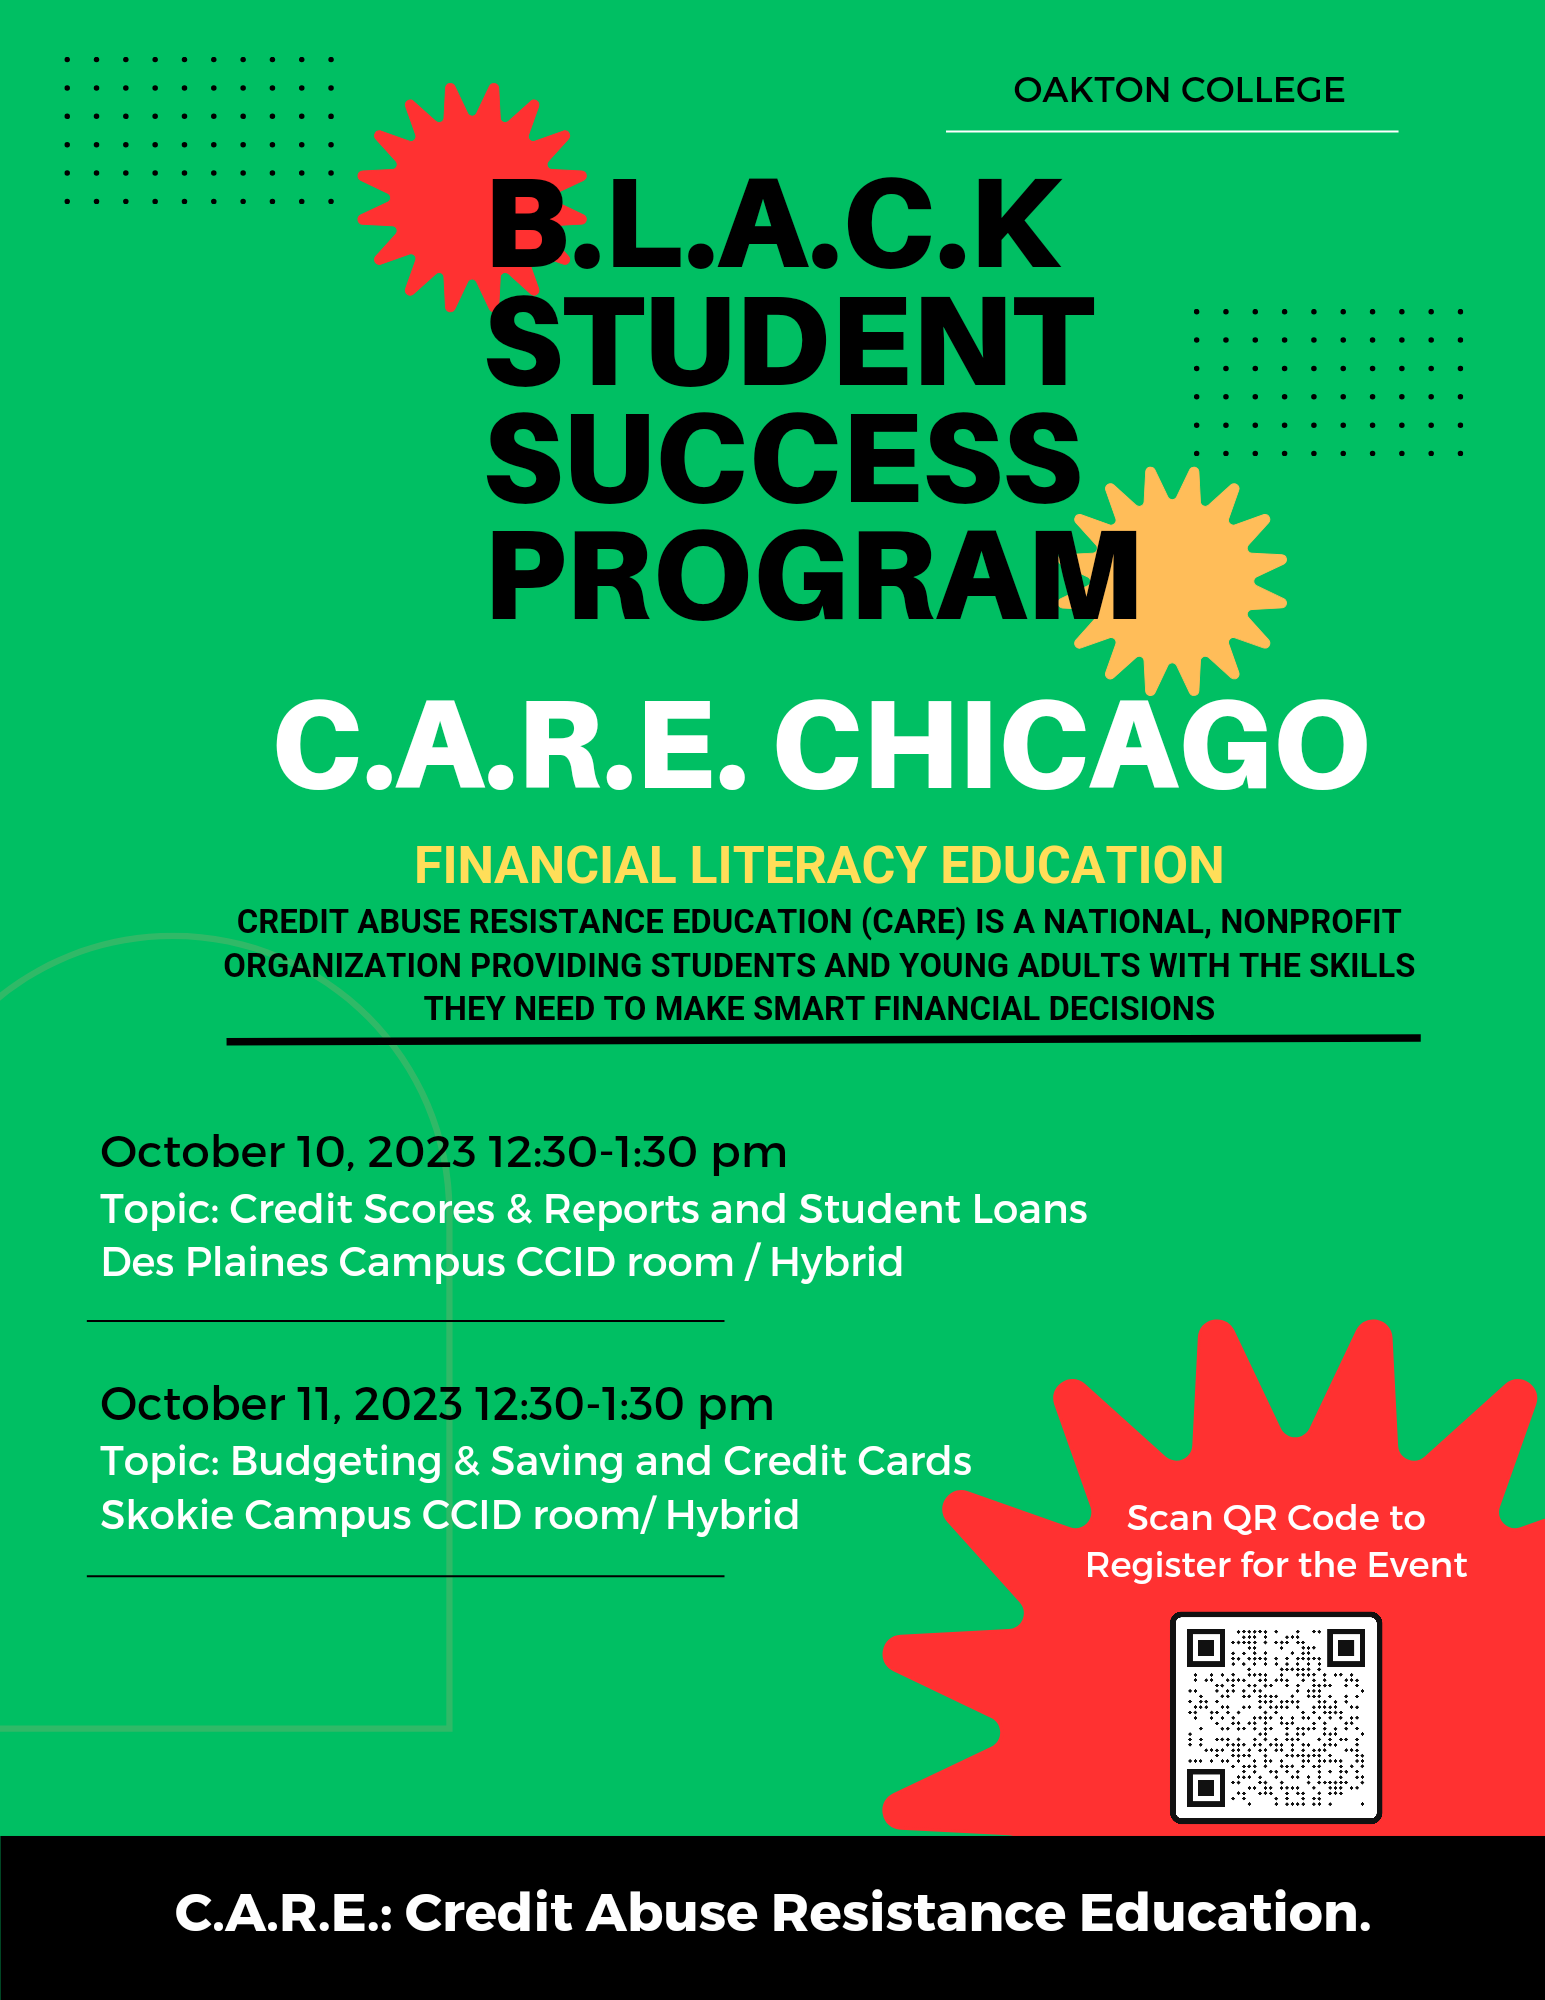 OAKTON COLLEGE
B.L.A.C.K
STUDENT
SUCCESS
PROGRAM
C.A.R.E. CHICAGO
FINANCIAL LITERACY EDUCATION
CREDIT ABUSE RESISTANCE EDUCATION (CARE) IS A NATIONAL, NONPROFIT
ORGANIZATION PROVIDING STUDENTS AND YOUNG ADULTS WITH THE SKILLS
THEY NEED TO MAKE SMART FINANCIAL DECISIONS
October 10, 2023 12:30-1:30 pm
Topic: Credit Scores & Reports and Student Loans
Des Plaines Campus CCID room / Hybrid
October 11, 2023 12:30-1:30 pm
Topic: Budgeting & Saving and Credit Cards
Skokie Campus CCID room/ Hybrid
Scan QR Code to
Register for the Event
C.A.R.E.: Credit Abuse Resistance Education.